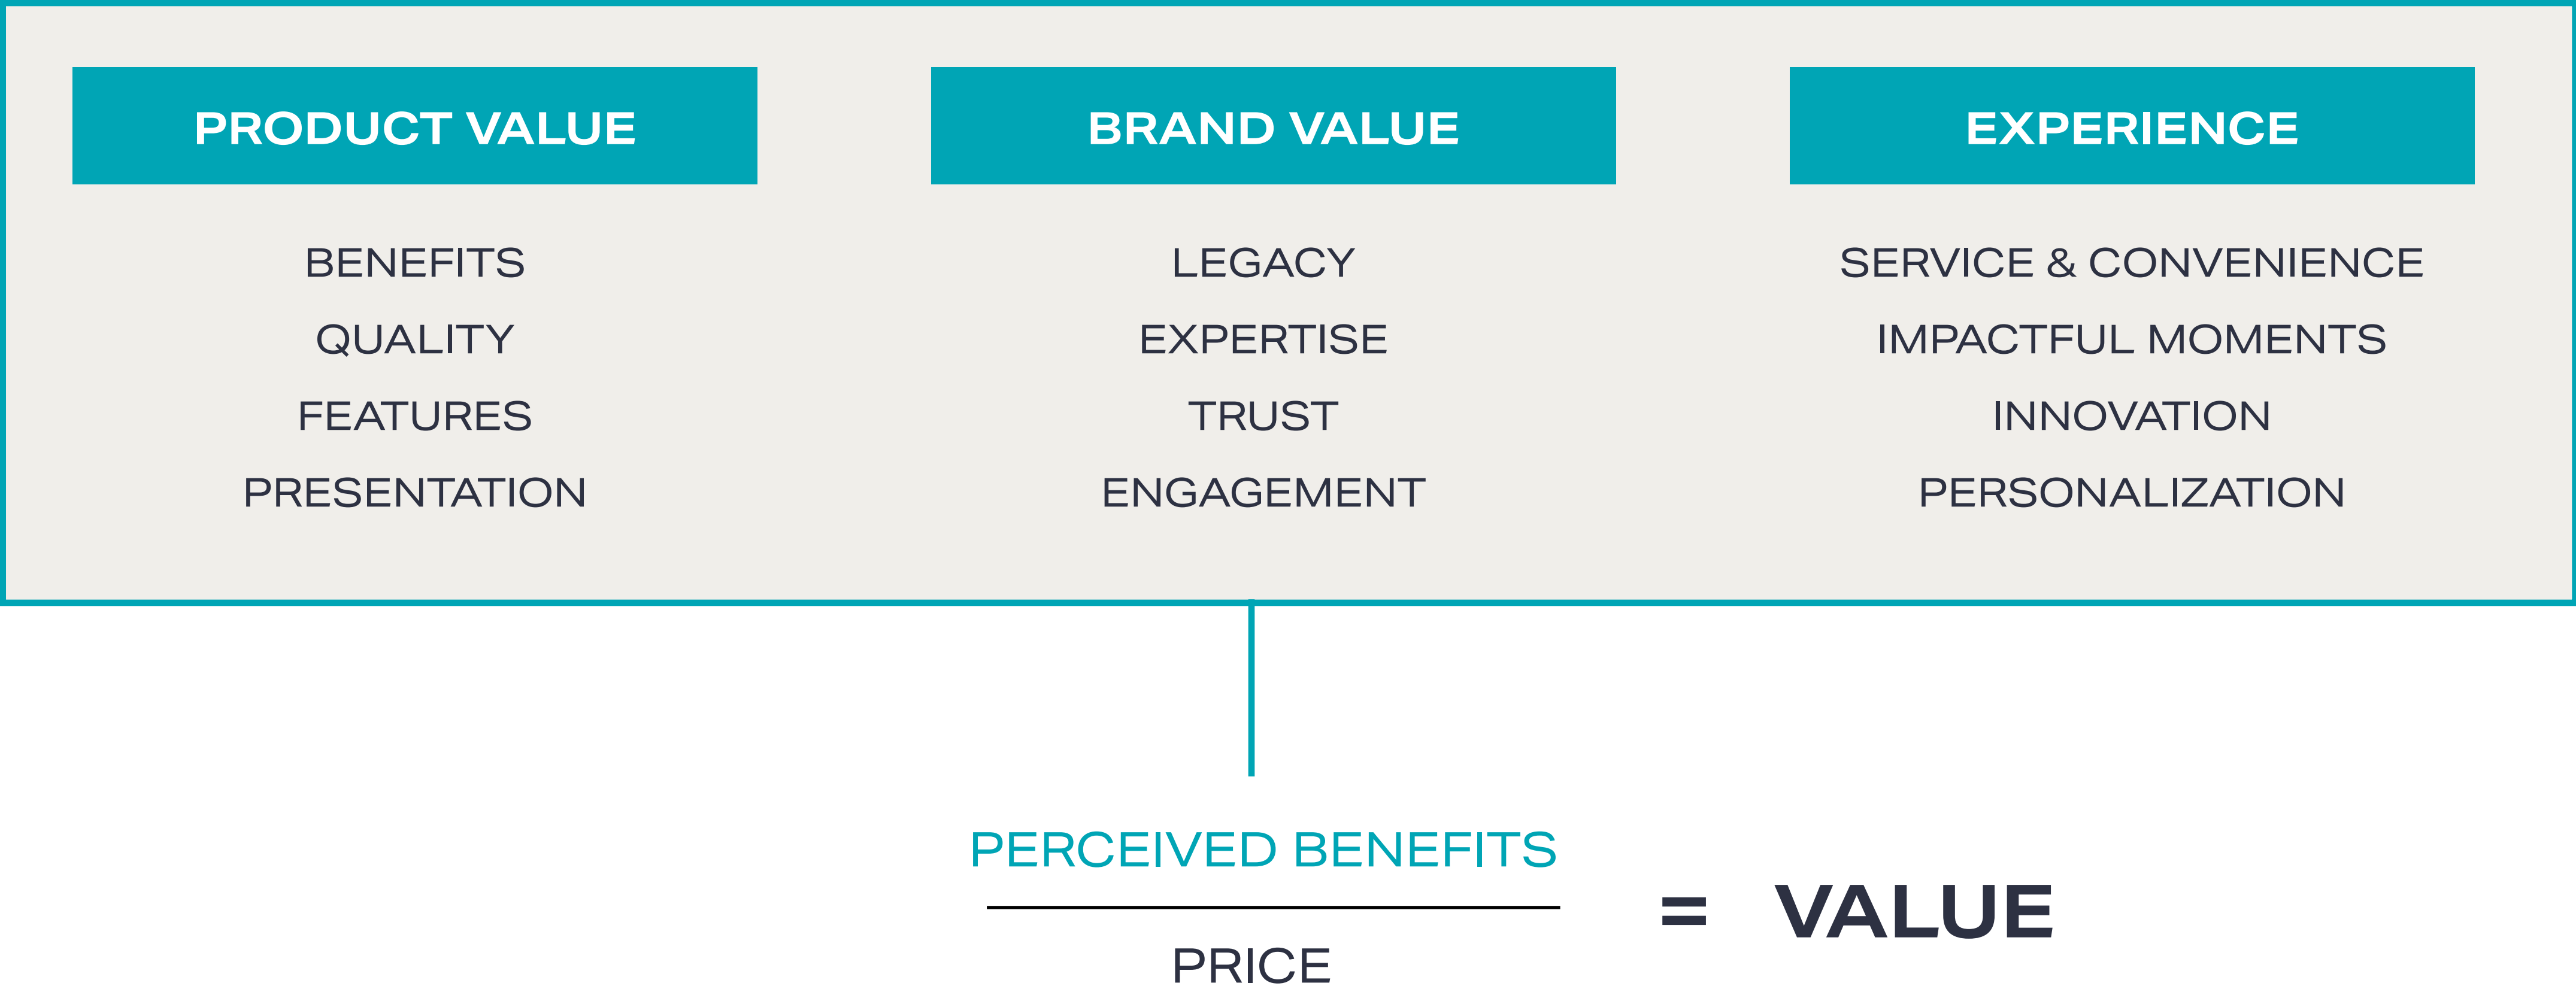 PRODUCT VALUE
BENEFITS
QUALITY
FEATURES
PRESENTATION
BRAND VALUE
LEGACY
EXPERTISE
TRUST
ENGAGEMENT
EXPERIENCE
SERVICE & CONVENIENCE
IMPACTFUL MOMENTS
INNOVATION
PERSONALIZATION
PERCEIVED BENEFITS
PRICE
= VALUE